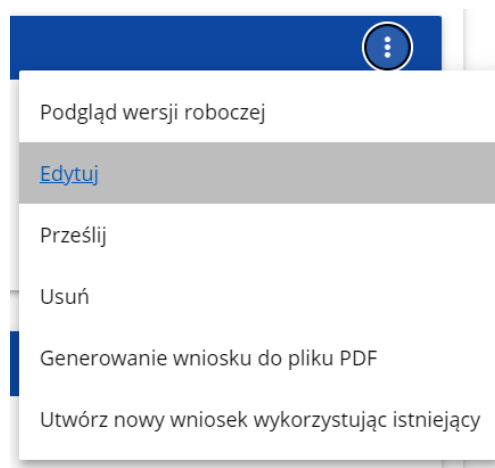 Podgląd wersji roboczej
Edytuj
Prześlij
Usuń
Generowanie wniosku do pliku PDF
Utwórz nowy wniosek wykorzystując istniejący